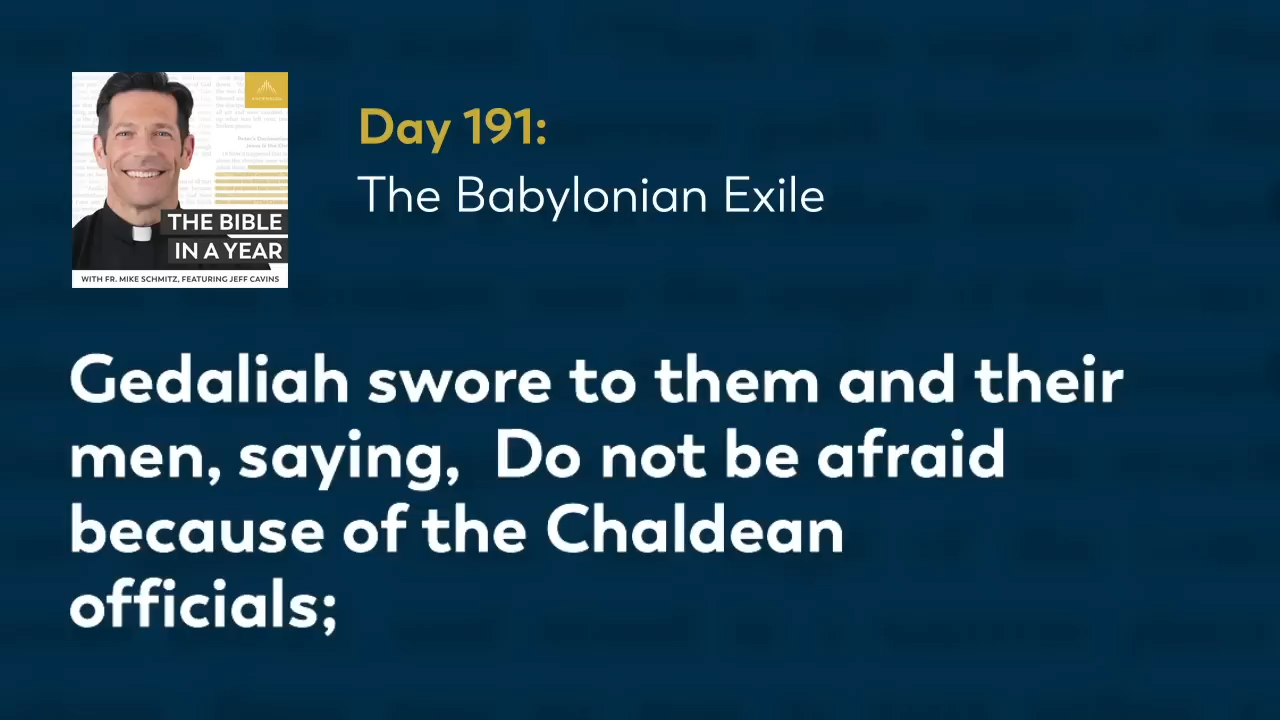 Day 191:
The Babylonian Exile
THE BIBLE
IN A YEAR
WITH FR. MIKE SCHMITZ, FEATURING JEFF CAVINS
Gedaliah swore to them and their
men, saying,  Do not be afraid
because of the Chaldean
officials;